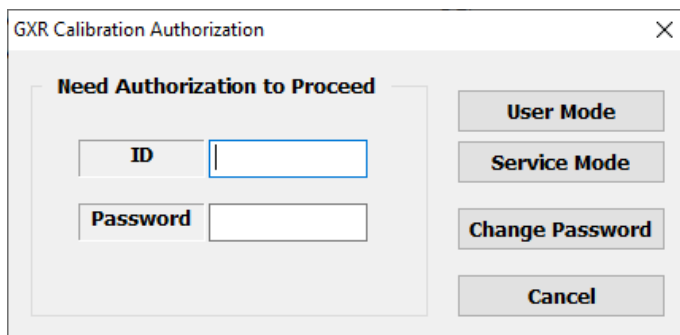 GXR Calibration Authorization
Need Authorization to Proceed
ID
Password
User Mode
Service Mode
Change Password
Cancel